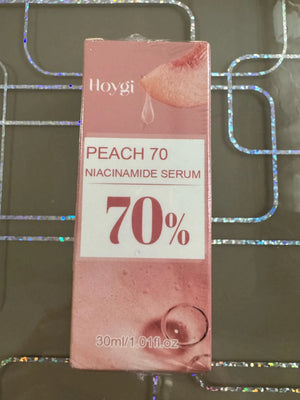 Hoygi
PEACH 70
NIACINAMIDE SERUM
70%
30ml/1.01fl.oz